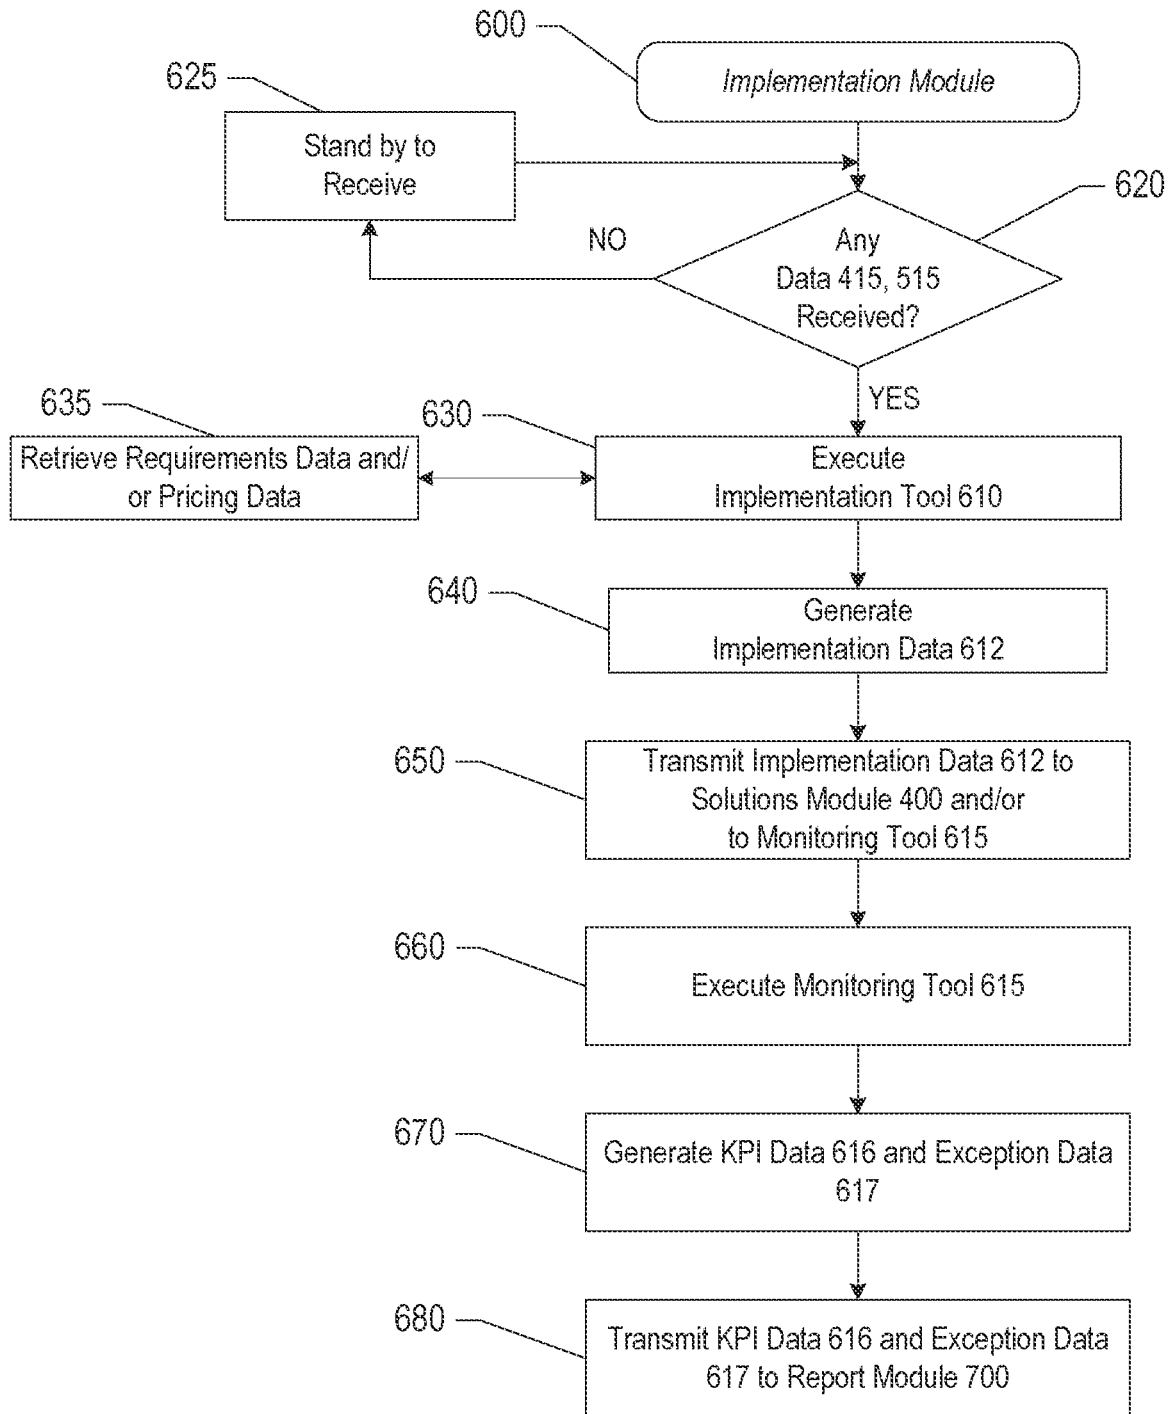 600
Implementation Module
625
Stand by to
Receive
620
NO
Any
Data 415, 515
Received?
YES
635
630
Retrieve Requirements Data and/
or Pricing Data
Execute
Implementation Tool 610
640
Generate
Implementation Data 612
650
Transmit Implementation Data 612 to
Solutions Module 400 and/or
to Monitoring Tool 615
660
Execute Monitoring Tool 615
670
Generate KPI Data 616 and Exception Data
617
680
Transmit KPI Data 616 and Exception Data
617 to Report Module 700